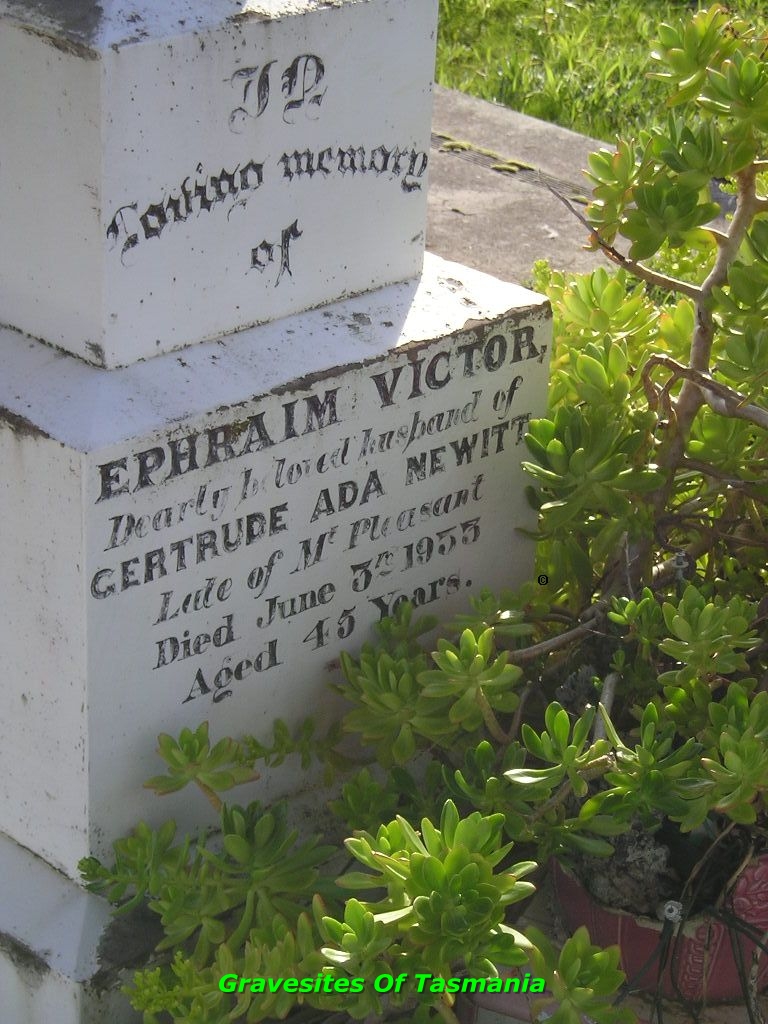 IN
Loving memory
of
EPHRAIM VICTOR,
Dearly beloved husband of
GERTRUDE ADA NEWITT
Late of Mt Pleasant
Died June 3rd 1933
Aged 45 Years.
©
Gravesites Of Tasmania